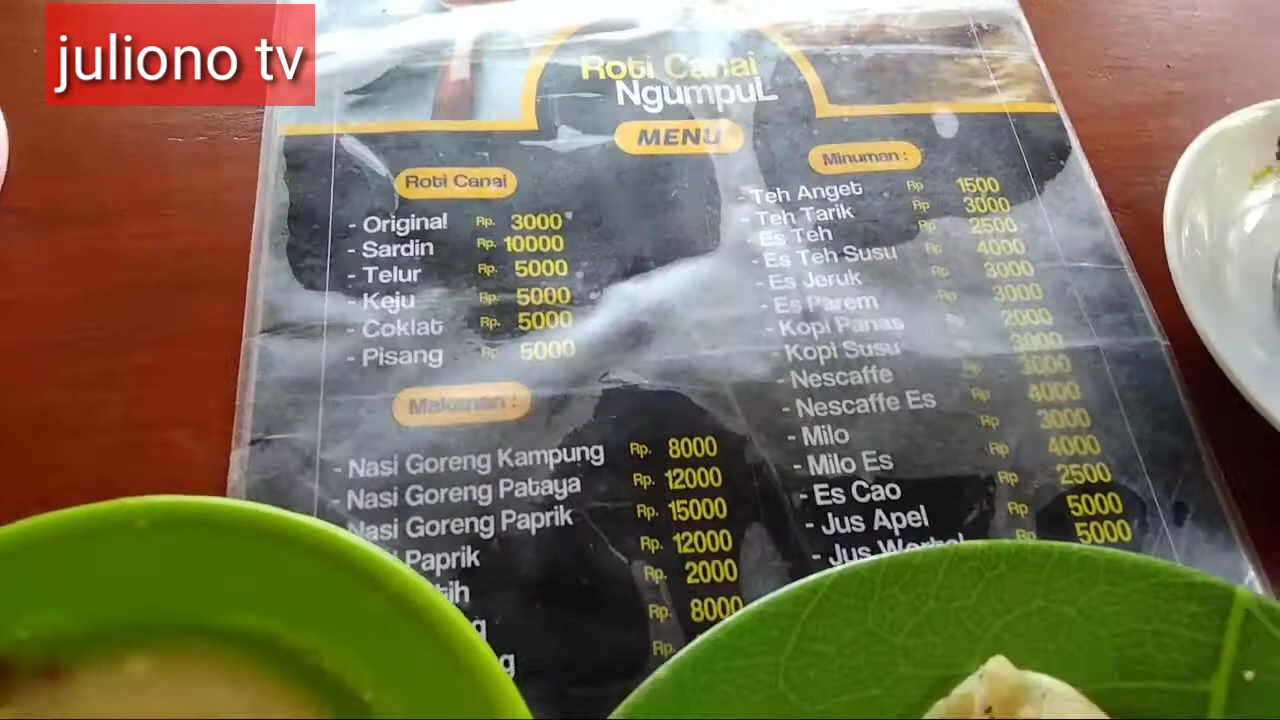 juliono tv
Roti Canai
Ngumpul
MENU
Roti Canai
- Original Rp. 3000
- Sardin Rp. 10000
- Telur Rp. 5000
- Keju Rp. 5000
- Coklat Rp. 5000
- Pisang Rp 5000
Makanan :
- Nasi Goreng Kampung Rp. 8000
- Nasi Goreng Pataya Rp. 12000
Nasi Goreng Paprik Rp. 15000
Paprik Rp. 12000
Rp. 2000
Rp. 8000
Rp.
Minuman :
- Teh Anget Rp 1500
- Teh Tarik Rp 3000
- Es Teh 2500
- Es Teh Susu Rp 4000
- Es Jeruk Rp 3000
- Es Parem Rp 3000
- Kopi Panas 2000
- Kopi Susu 3000
- Nescaffe Rp 3000
- Nescaffe Es Rp 4000
- Milo Rp 3000
- Milo Es Rp 4000
- Es Cao Rp 2500
- Jus Apel Rp 5000
- Jus Wortel Rp 5000